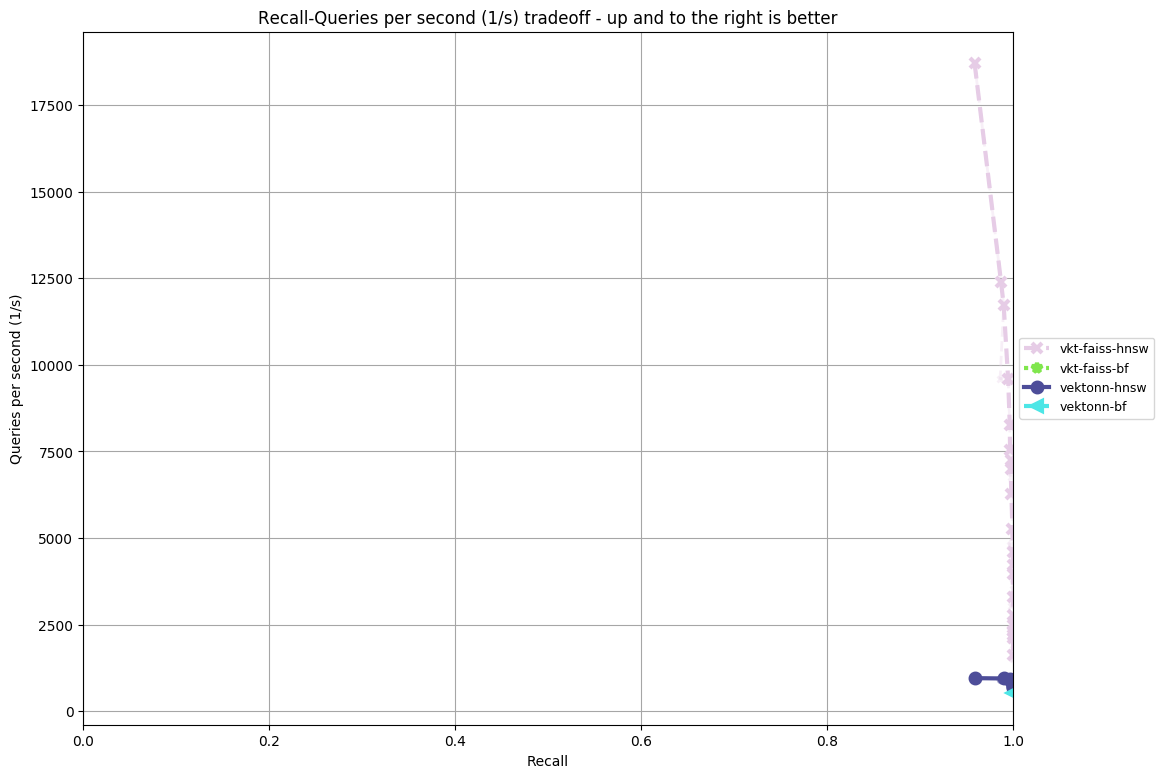 Recall-Queries per second (1/s) tradeoff - up and to the right is better
Queries per second (1/s)
17500
15000
12500
10000
7500
5000
2500
0
0.0
0.2
0.4
0.6
0.8
1.0
Recall
vkt-faiss-hnsw
vkt-faiss-bf
vektonn-hnsw
vektonn-bf